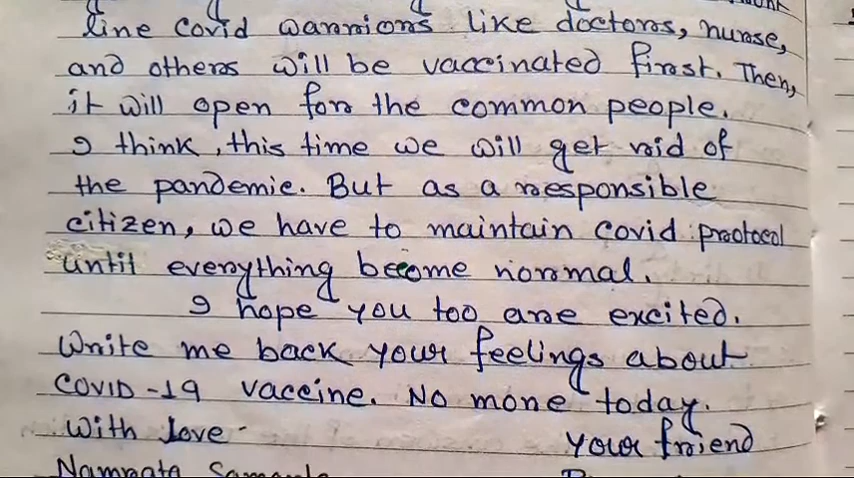 line covid warriors like doctors, nurse,
and others will be vaccinated first. Then,
it will open for the common people.
I think, this time we will get rid of
the pandemic. But as a responsible
citizen, we have to maintain covid protocol
until everything become normal.
I hope you too are excited.
Write me back your feelings about
COVID-19 vaccine. No more today.
With love - your friend
Namrata Samanta